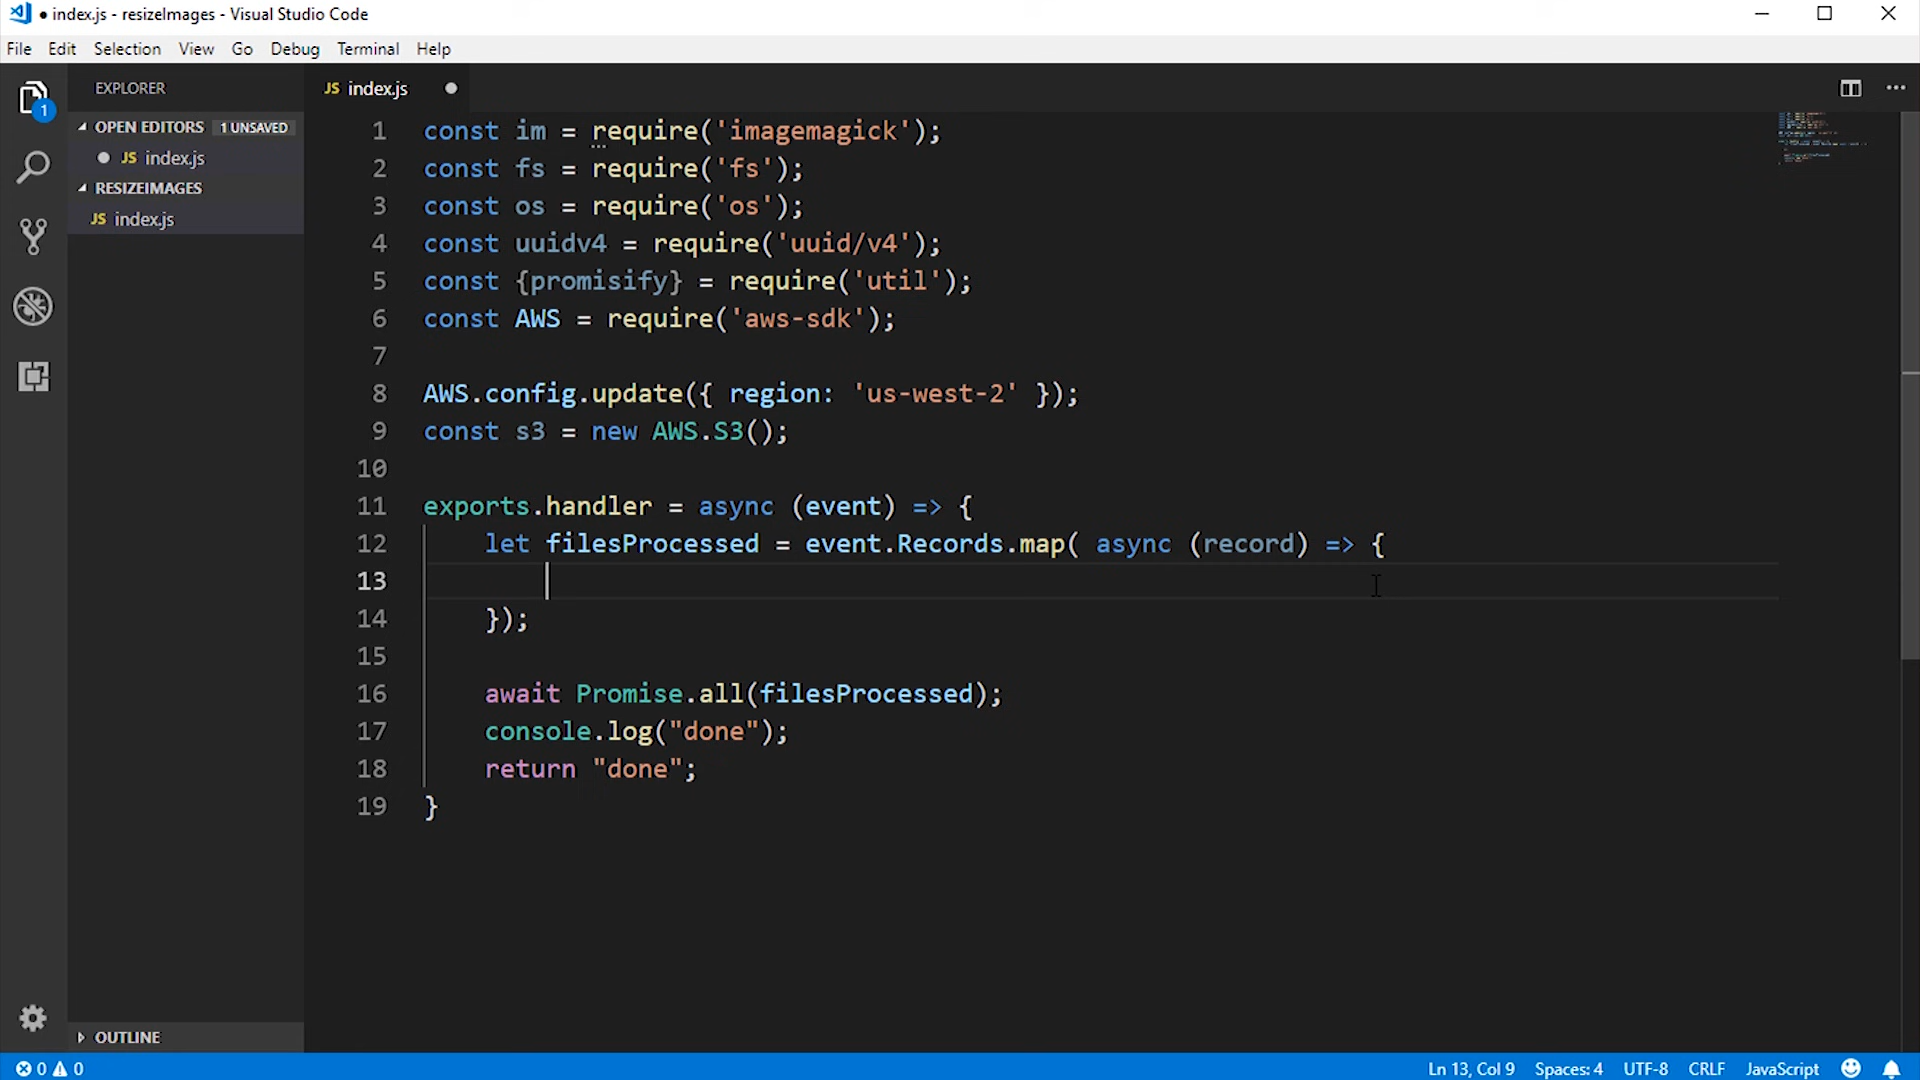 ● index.js - resizeImages - Visual Studio Code
File Edit Selection View Go Debug Terminal Help
EXPLORER
OPEN EDITORS 1 UNSAVED
JS index.js
RESIZEIMAGES
JS index.js
OUTLINE
1
JS index.js
1 const im = require('imagemagick');
2 const fs = require('fs');
3 const os = require('os');
4 const uuidv4 = require('uuid/v4');
5 const {promisify} = require('util');
6 const AWS = require('aws-sdk');
7
8 AWS.config.update({ region: 'us-west-2' });
9 const s3 = new AWS.S3();
10
11 exports.handler = async (event) => {
12 let filesProcessed = event.Records.map( async (record) => {
13
14 });
15
16 await Promise.all(filesProcessed);
17 console.log("done");
18 return "done";
19 }
0 0 Ln 13, Col 9 Spaces: 4 UTF-8 CRLF JavaScript